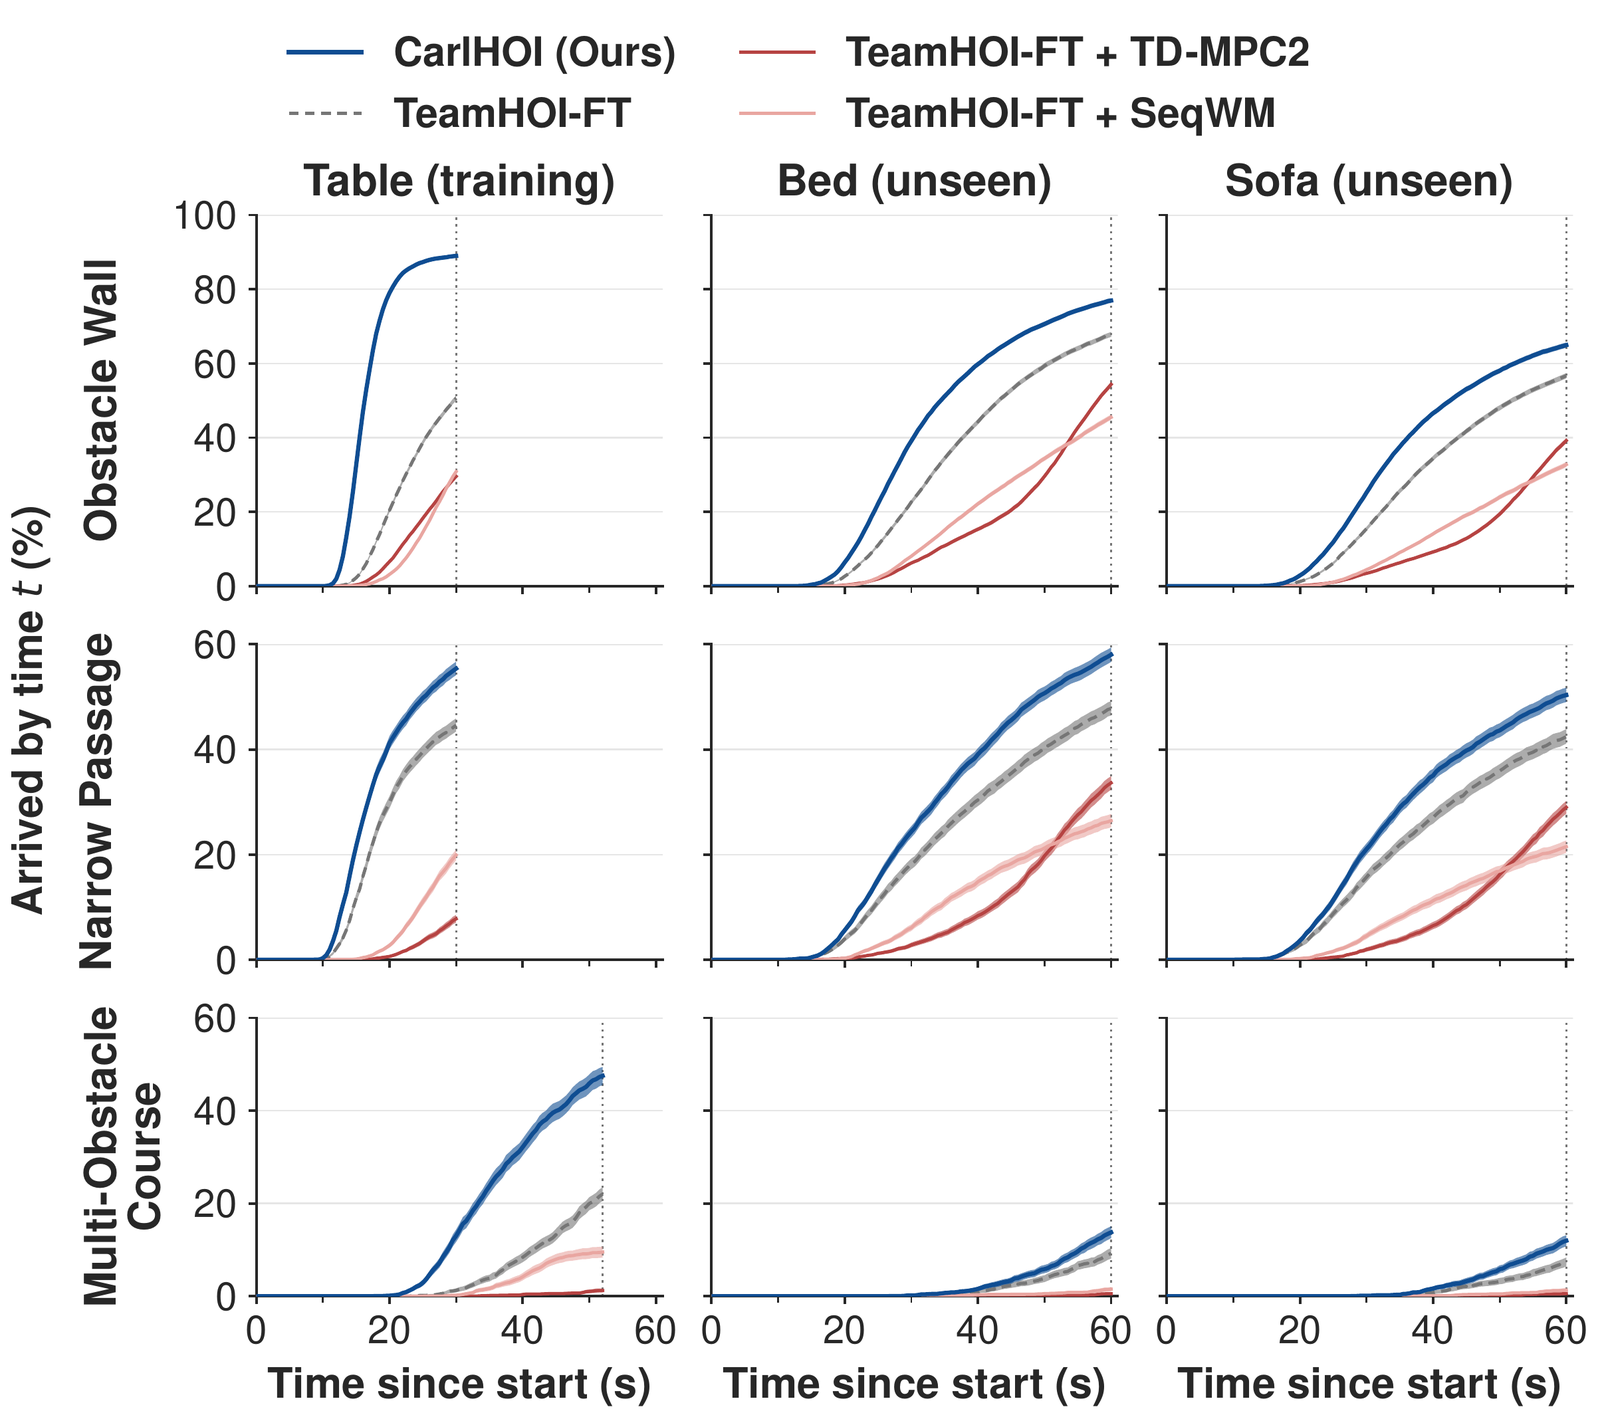 CarlHOI (Ours)
TeamHOI-FT + TD-MPC2
TeamHOI-FT
TeamHOI-FT + SeqWM
Table (training)
Bed (unseen)
Sofa (unseen)
Arrived by time t (%)
Obstacle Wall
100
80
60
40
20
0
Narrow Passage
60
40
20
0
Multi-Obstacle
Course
60
40
20
0
0 20 40 60
0 20 40 60
0 20 40 60
Time since start (s)
Time since start (s)
Time since start (s)